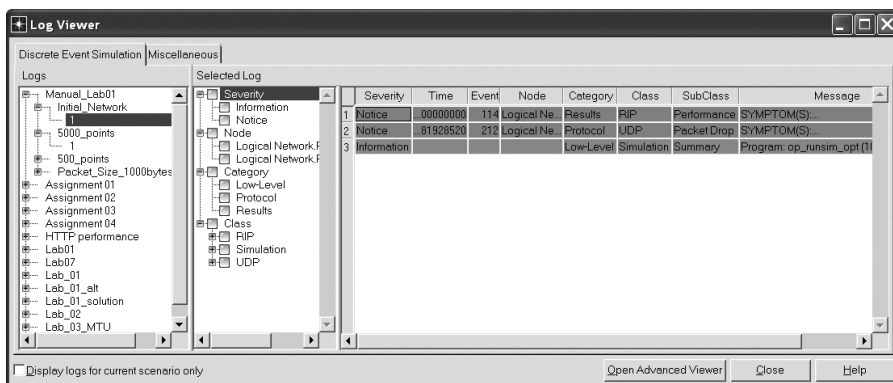 Log Viewer
Discrete Event Simulation Miscellaneous
Logs
Manual_Lab01
Initial_Network
1
5000_points
1
500_points
Packet_Size_1000bytes
Assignment 01
Assignment 02
Assignment 03
Assignment 04
HTTP performance
Lab01
Lab07
Lab_01
Lab_01_alt
Lab_01_solution
Lab_02
Lab_03_MTU
Selected Log
Severity
Information
Notice
Node
Logical Network.
Logical Network.
Category
Low-Level
Protocol
Results
Class
RIP
Simulation
UDP
Severity Time Event Node Category Class SubClass Message
1 Notice ...00000000 114 Logical Ne... Results RIP Performance SYMPTOM(S):...
2 Notice ...81928520 212 Logical Ne... Protocol UDP Packet Drop SYMPTOM(S):...
3 Information Low-Level Simulation Summary Program: op_runsim_opt
Display logs for current scenario only
Open Advanced Viewer Close Help